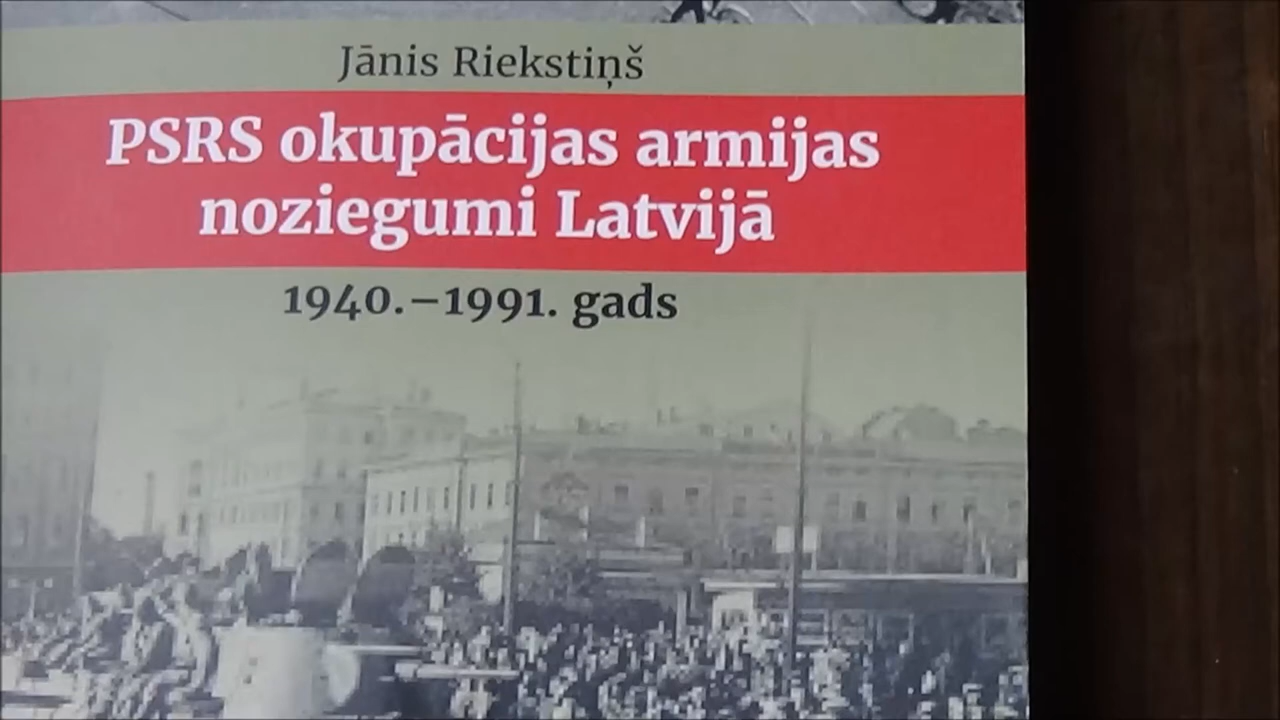 Jānis Riekstiņš
PSRS okupācijas armijas
noziegumi Latvijā
1940.–1991. gads